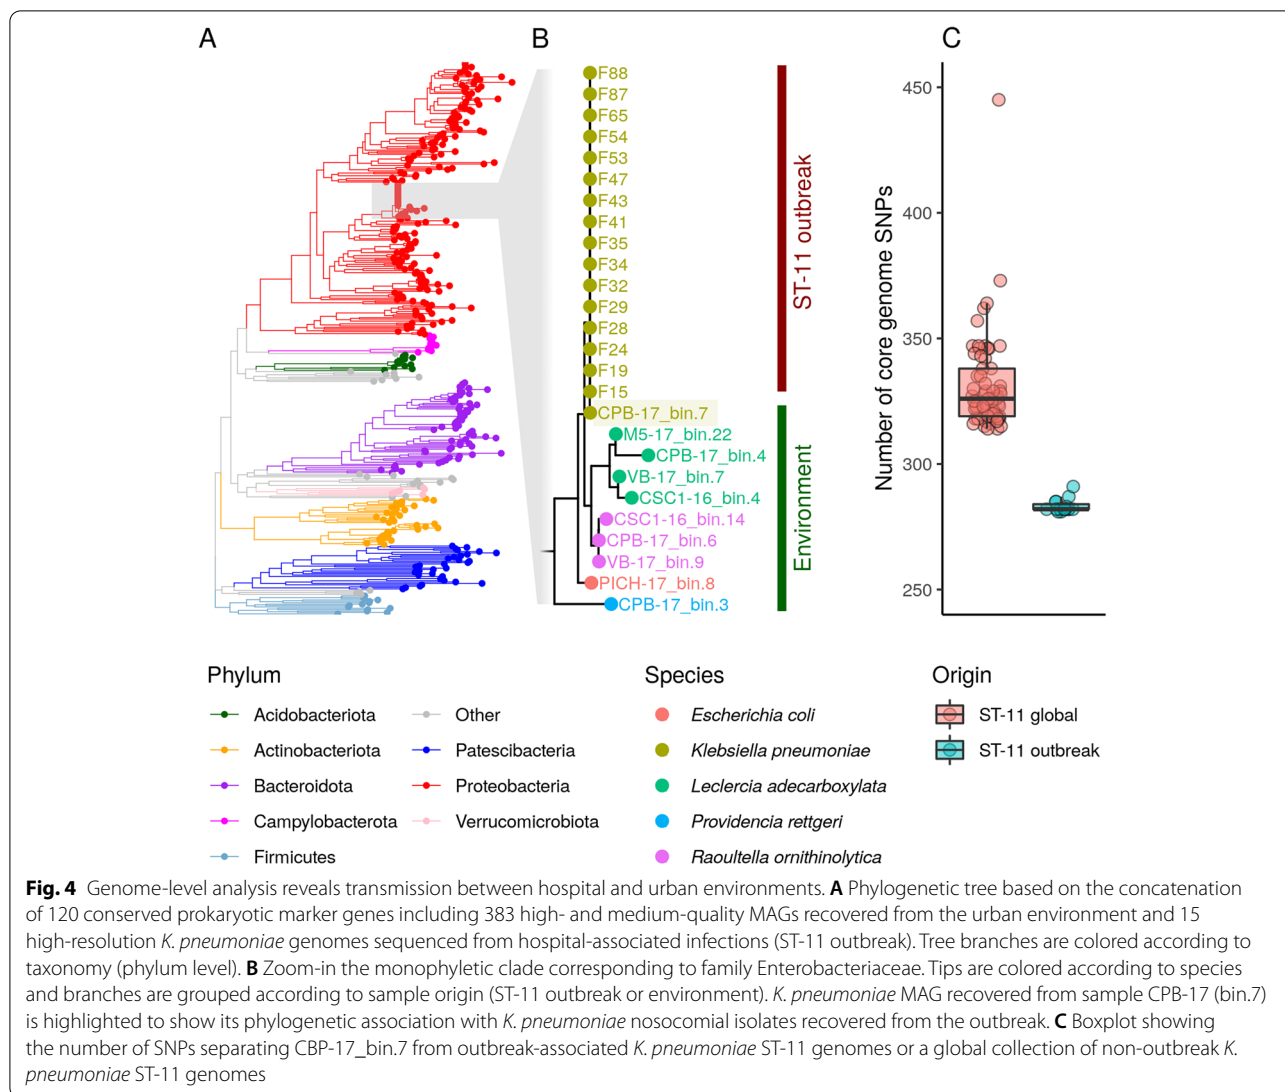 A
B
C
F88
F87
F65
F54
F53
F47
F43
F41
F35
F34
F32
F29
F28
F24
F19
F15
CPB-17_bin.7
M5-17_bin.22
CPB-17_bin.4
VB-17_bin.7
CSC1-16_bin.4
CSC1-16_bin.14
CPB-17_bin.6
VB-17_bin.9
PICH-17_bin.8
CPB-17_bin.3
ST-11 outbreak
Environment
Number of core genome SNPs
450
400
350
300
250
Phylum
Acidobacteriota
Actinobacteriota
Bacteroidota
Campylobacterota
Firmicutes
Other
Patescibacteria
Proteobacteria
Verrucomicrobiota
Species
Escherichia coli
Klebsiella pneumoniae
Leclercia adecarboxylata
Providencia rettgeri
Raoultella ornithinolytica
Origin
ST-11 global
ST-11 outbreak
Fig. 4 Genome-level analysis reveals transmission between hospital and urban environments. A Phylogenetic tree based on the concatenation
of 120 conserved prokaryotic marker genes including 383 high- and medium-quality MAGs recovered from the urban environment and 15
high-resolution K. pneumoniae genomes sequenced from hospital-associated infections (ST-11 outbreak). Tree branches are colored according to
taxonomy (phylum level). B Zoom-in the monophyletic clade corresponding to family Enterobacteriaceae. Tips are colored according to species
and branches are grouped according to sample origin (ST-11 outbreak or environment). K. pneumoniae MAG recovered from sample CPB-17 (bin.7)
is highlighted to show its phylogenetic association with K. pneumoniae nosocomial isolates recovered from the outbreak. C Boxplot showing
the number of SNPs separating CBP-17_bin.7 from outbreak-associated K. pneumoniae ST-11 genomes or a global collection of non-outbreak K.
pneumoniae ST-11 genomes